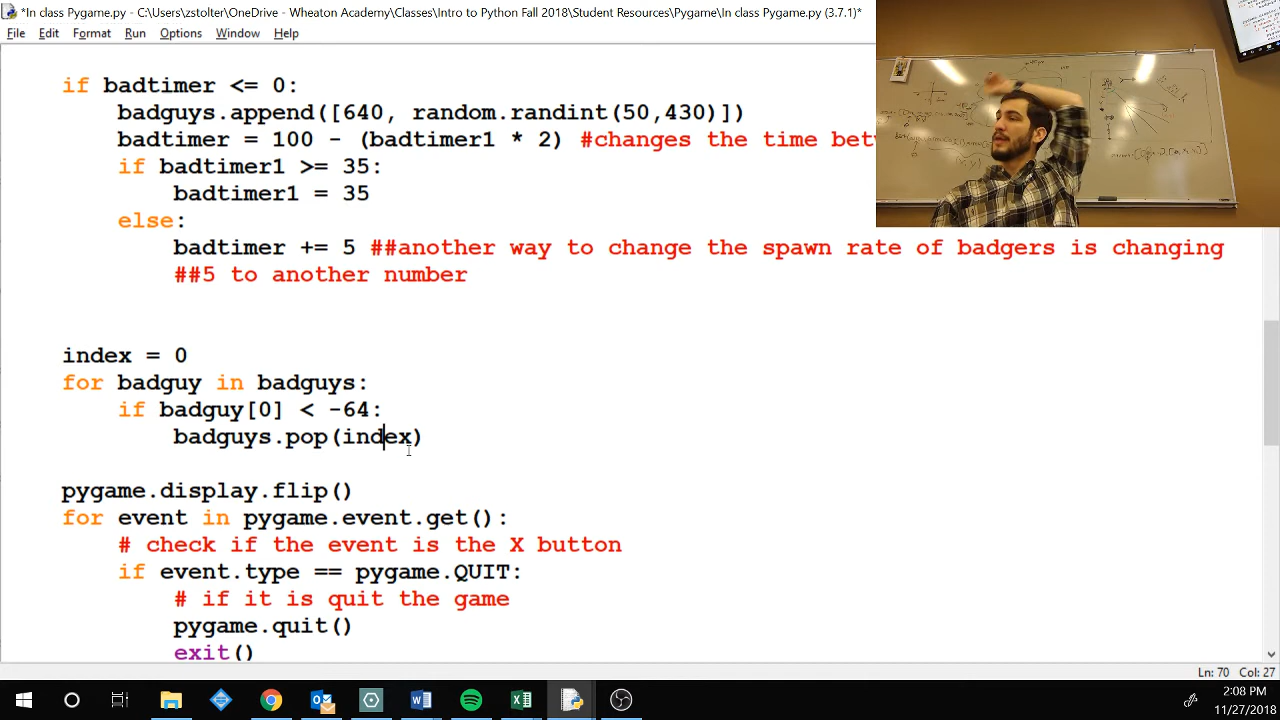 *In class Pygame.py - C:\Users\zstolter\OneDrive - Wheaton Academy\Classes\Intro to Python Fall 2018\Student Resources\Pygame\In class Pygame.py (3.7.1)*
File Edit Format Run Options Window Help
if badtimer <= 0:
badguys.append([640, random.randint(50,430)])
badtimer = 100 - (badtimer1 * 2) #changes the time
if badtimer1 >= 35:
badtimer1 = 35
else:
badtimer += 5 ##another way to change the spawn rate of badgers is changing
##5 to another number
index = 0
for badguy in badguys:
if badguy[0] < -64:
badguys.pop(index)
pygame.display.flip()
for event in pygame.event.get():
# check if the event is the X button
if event.type == pygame.QUIT:
# if it is quit the game
pygame.quit()
exit()
Ln: 70 Col: 27
2:08 PM
11/27/2018